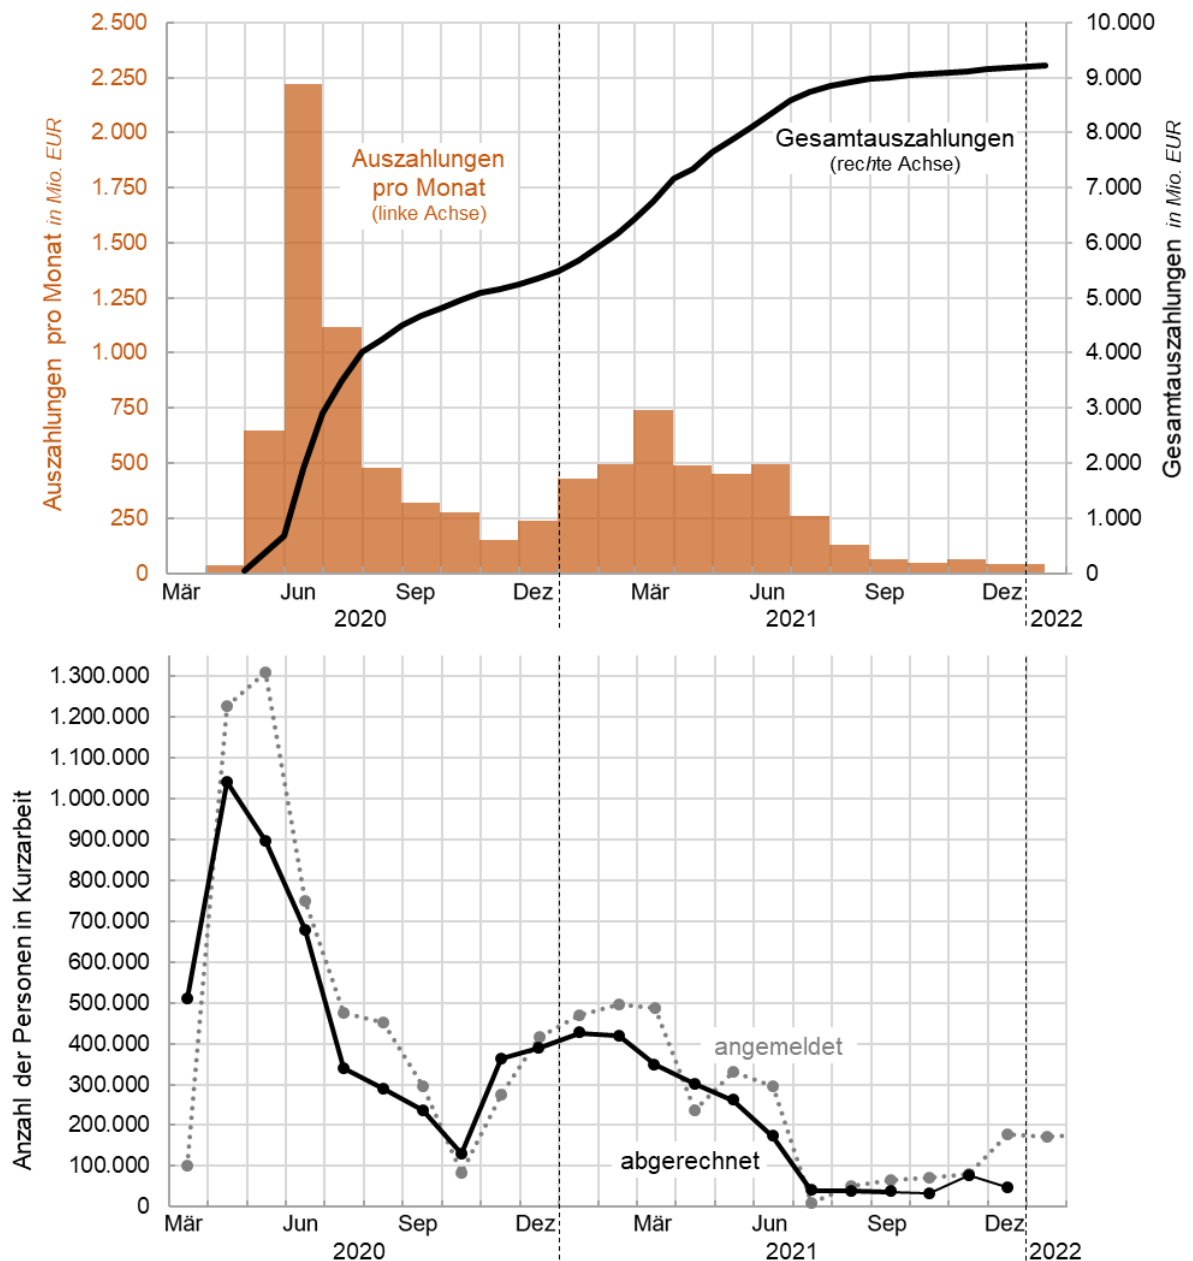 2.500
2.250
2.000
1.750
1.500
1.250
1.000
750
500
250
0
Auszahlungen pro Monat in Mio. EUR
Auszahlungen
pro Monat
(linke Achse)
Gesamtauszahlungen
(rechte Achse)
10.000
9.000
8.000
7.000
6.000
5.000
4.000
3.000
2.000
1.000
0
Gesamtauszahlungen in Mio. EUR
Mär Jun Sep Dez Mär Jun Sep Dez
2020 2021 2022
1.300.000
1.200.000
1.100.000
1.000.000
900.000
800.000
700.000
600.000
500.000
400.000
300.000
200.000
100.000
0
Anzahl der Personen in Kurzarbeit
angemeldet
abgerechnet
Mär Jun Sep Dez Mär Jun Sep Dez
2020 2021 2022